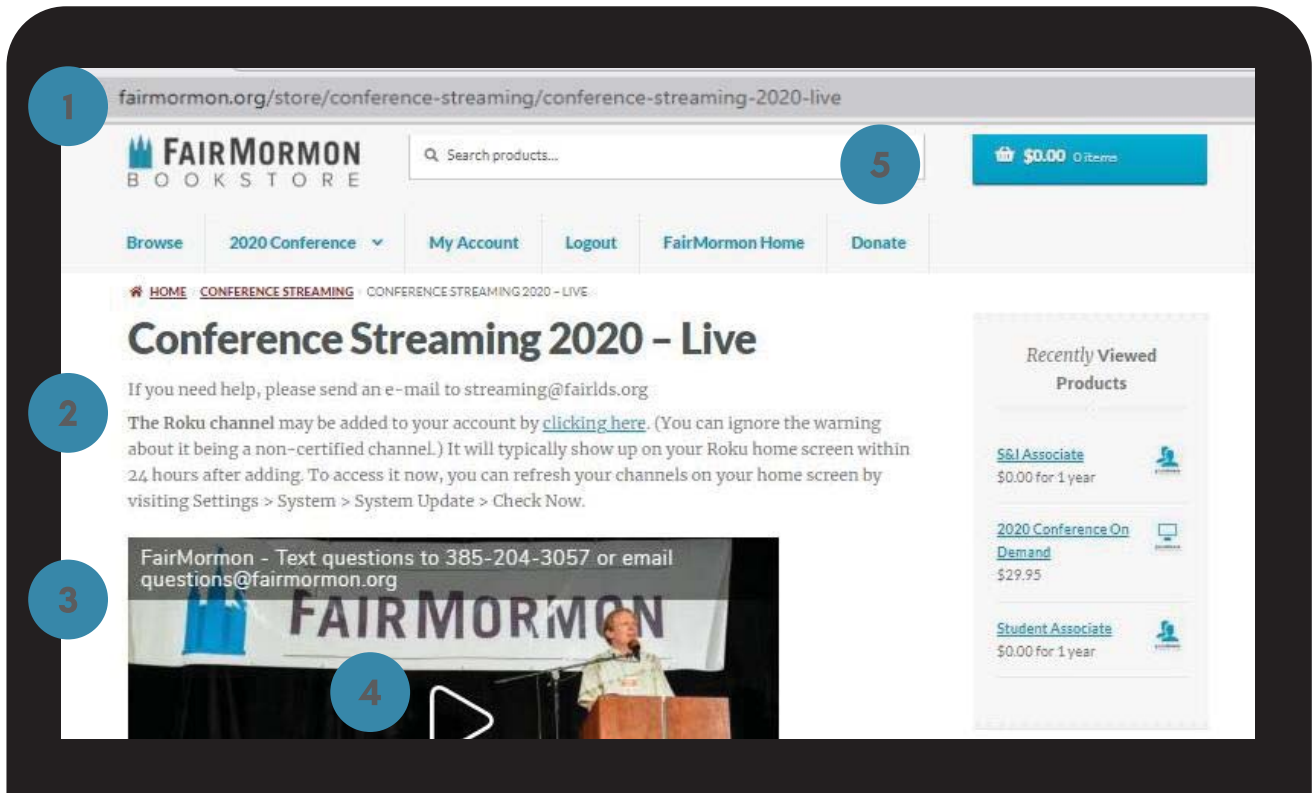 1
fairmormon.org/store/conference-streaming/conference-streaming-2020-live
FAIRMORMON
BOOKSTORE
Search products...
5
$0.00 0 items
Browse
2020 Conference
My Account
Logout
FairMormon Home
Donate
HOME CONFERENCE STREAMING CONFERENCE STREAMING 2020 – LIVE
Conference Streaming 2020 – Live
If you need help, please send an e-mail to streaming@fairlds.org
2
The Roku channel may be added to your account by clicking here. (You can ignore the warning
about it being a non-certified channel.) It will typically show up on your Roku home screen within
24 hours after adding. To access it now, you can refresh your channels on your home screen by
visiting Settings > System > System Update > Check Now.
3
FairMormon - Text questions to 385-204-3057 or email
questions@fairmormon.org
FAIRMORMON
4
Recently Viewed
Products
S&I Associate
$0.00 for 1 year
2020 Conference On
Demand
$29.95
Student Associate
$0.00 for 1 year